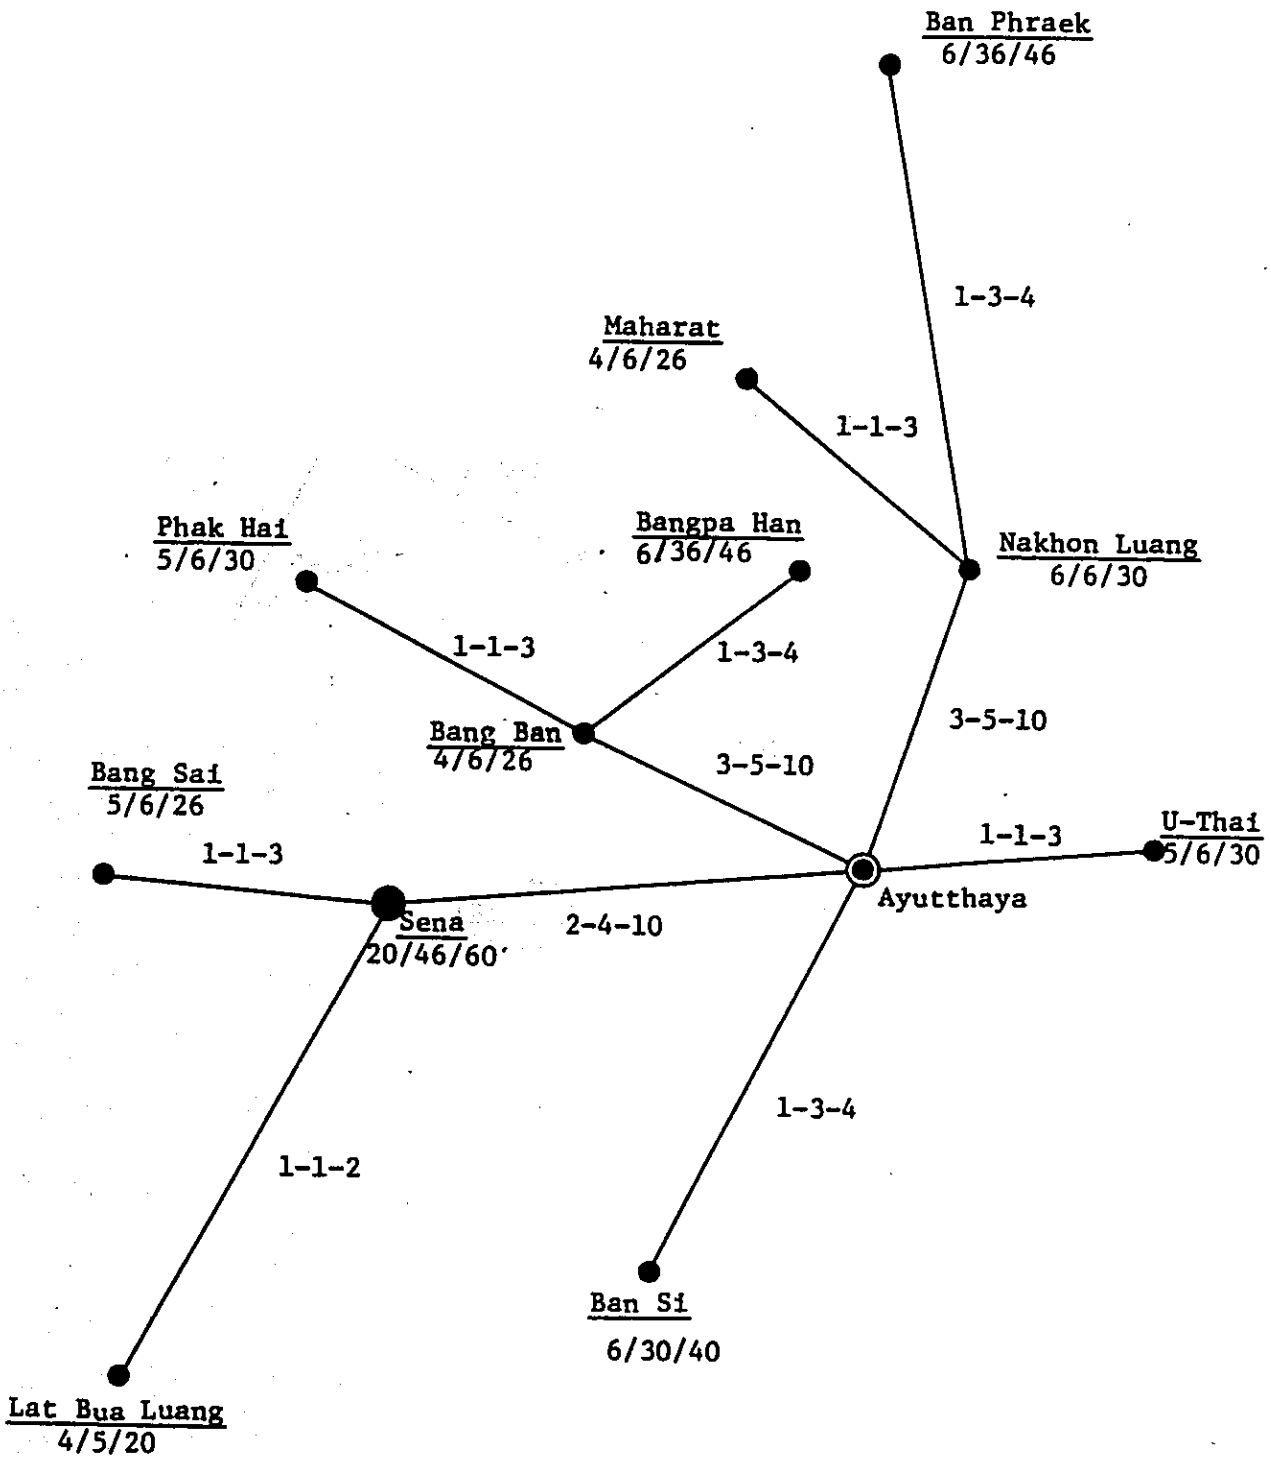 Ban Phraek
6/36/46
1-3-4
Maharat
4/6/26
1-1-3
Phak Hai
5/6/30
Bangpa Han
6/36/46
Nakhon Luang
6/6/30
1-1-3
1-3-4
3-5-10
Bang Ban
4/6/26
3-5-10
Bang Sai
5/6/26
1-1-3
U-Thai
5/6/30
1-1-3
Ayutthaya
Sena
20/46/60
2-4-10
1-3-4
1-1-2
Ban Si
6/30/40
Lat Bua Luang
4/5/20